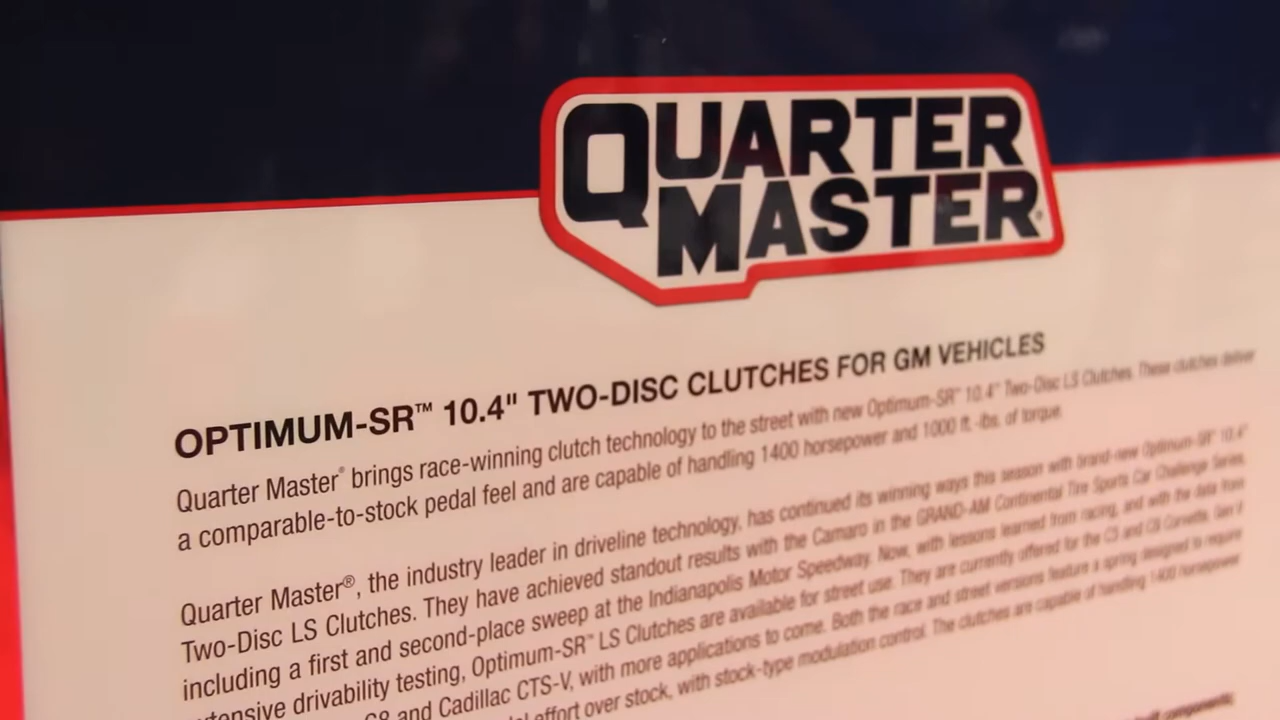 QUARTER
MASTER®
OPTIMUM-SR™ 10.4" TWO-DISC CLUTCHES FOR GM VEHICLES
Quarter Master® brings race-winning clutch technology to the street with new Optimum-SR™ 10.4" Two-Disc LS Clutches. These clutches deliver
a comparable-to-stock pedal feel and are capable of handling 1400 horsepower and 1000 ft.-lbs. of torque.
Quarter Master®, the industry leader in driveline technology, has continued its winning ways this season with brand-new Optimum-SR™ 10.4"
Two-Disc LS Clutches. They have achieved standout results with the Camaro in the GRAND-AM Continental Tire Sports Car Challenge Series,
including a first and second-place sweep at the Indianapolis Motor Speedway. Now, with lessons learned from racing, and with the data from
drivability testing, Optimum-SR™ LS Clutches are available for street use. They are currently offered for the C5 and C6 Corvette,
and Cadillac CTS-V, with more applications to come. Both the race and street versions feature a spring designed to require
effort over stock, with stock-type modulation control. The clutches are capable of handling 1400 horsepower
components;